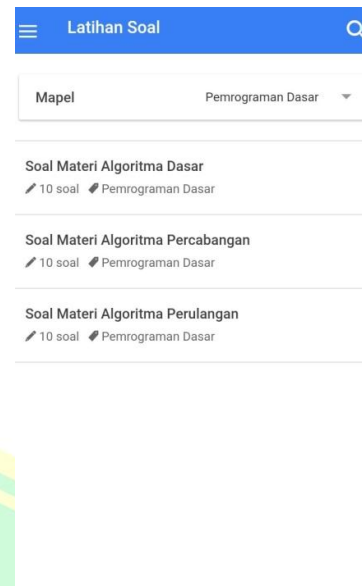 Latihan Soal
Mapel Pemrograman Dasar
Soal Materi Algoritma Dasar
10 soal Pemrograman Dasar
Soal Materi Algoritma Percabangan
10 soal Pemrograman Dasar
Soal Materi Algoritma Perulangan
10 soal Pemrograman Dasar